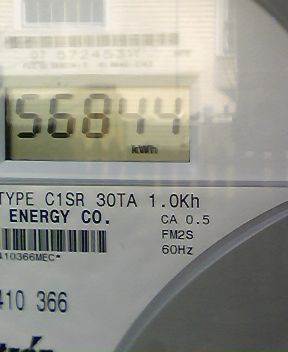 56844
kWh
TYPE C1SR 30TA 1.0Kh
ENERGY CO.
CA 0.5
FM2S
410366MEC*
60Hz
410 366